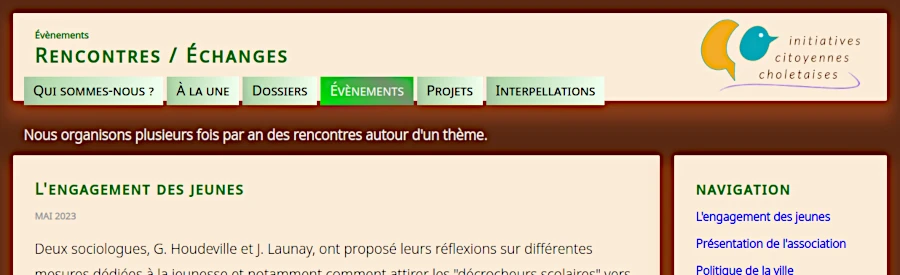 Évènements
Rencontres / Échanges
initiatives
citoyennes
choletaises
Qui sommes-nous ? À la une Dossiers Évènements Projets Interpellations
Nous organisons plusieurs fois par an des rencontres autour d'un thème.
L'engagement des jeunes
MAI 2023
Deux sociologues, G. Houdeville et J. Launay, ont proposé leurs réflexions sur différentes
mesures dédiées à la jeunesse et notamment comment attirer les "décrocheurs scolaires" vers
navigation
L'engagement des jeunes
Présentation de l'association
Politique de la ville